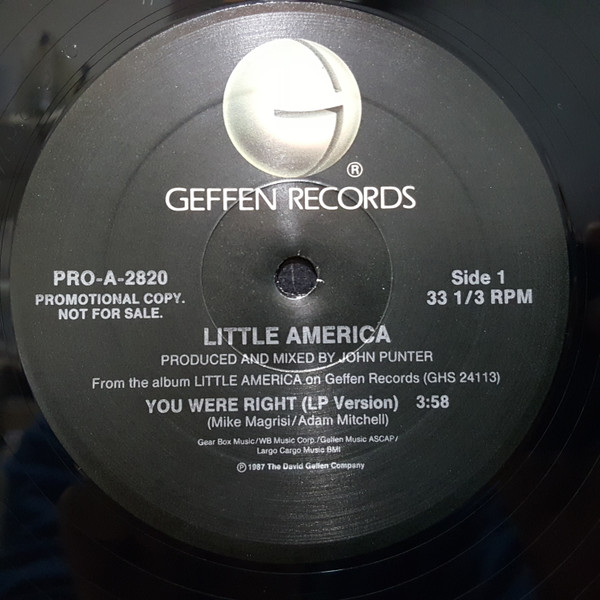 G
®
GEFFEN RECORDS
PRO-A-2820
PROMOTIONAL COPY.
NOT FOR SALE.
Side 1
33 1/3 RPM
LITTLE AMERICA
PRODUCED AND MIXED BY JOHN PUNTER
From the album LITTLE AMERICA on Geffen Records (GHS 24113)
YOU WERE RIGHT (LP Version) 3:58
(Mike Magrisi/Adam Mitchell)
Gear Box Music/WB Music Corp./Geffen Music ASCAP/
Largo Cargo Music BMI
℗ 1987 The David Geffen Company